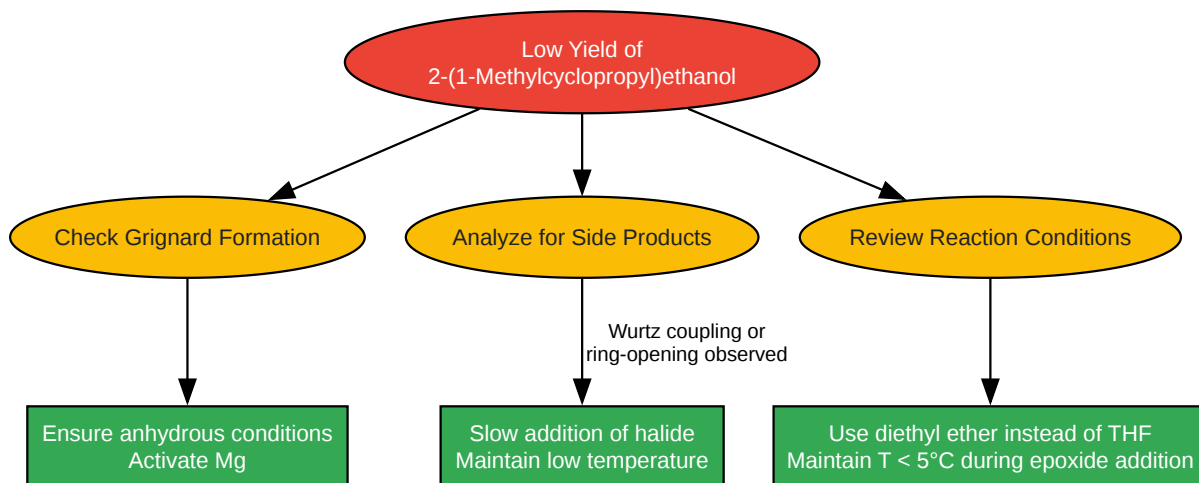 Low Yield of
2-(1-Methylcyclopropyl)ethanol
Check Grignard Formation
Analyze for Side Products
Review Reaction Conditions
Wurtz coupling or
ring-opening observed
Ensure anhydrous conditions
Activate Mg
Slow addition of halide
Maintain low temperature
Use diethyl ether instead of THF
Maintain T < 5°C during epoxide addition